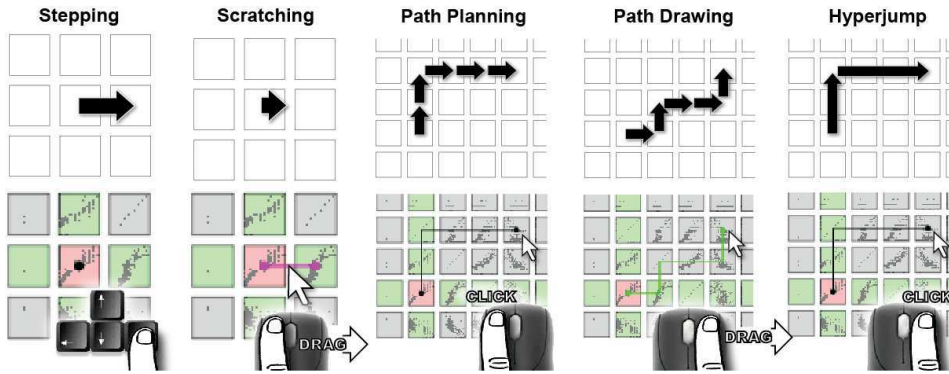 Stepping
Scratching
Path Planning
Path Drawing
Hyperjump
DRAG
CLICK
DRAG
CLICK